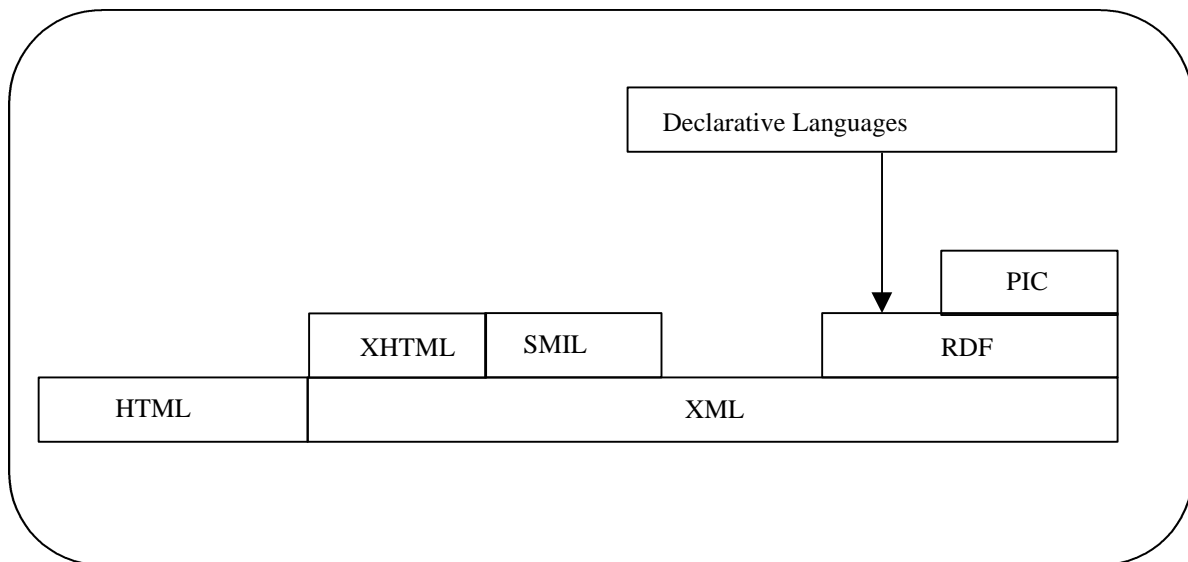 Declarative Languages
PIC
XHTML
SMIL
RDF
HTML
XML